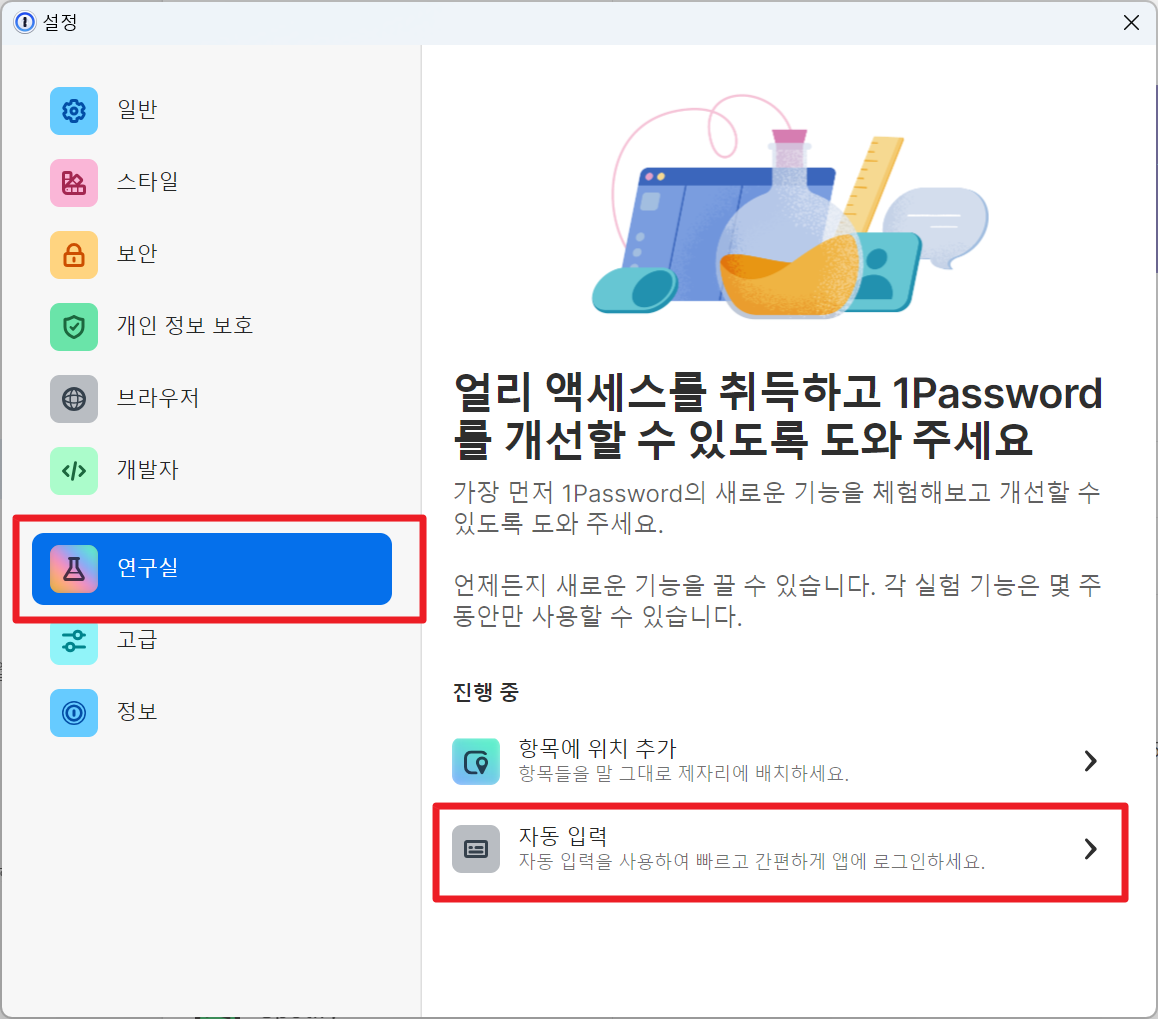 설정
일반
스타일
보안
개인 정보 보호
브라우저
개발자
연구실
고급
정보
얼리 액세스를 취득하고 1Password
를 개선할 수 있도록 도와 주세요
가장 먼저 1Password의 새로운 기능을 체험해보고 개선할 수
있도록 도와 주세요.
언제든지 새로운 기능을 끌 수 있습니다. 각 실험 기능은 몇 주
동안만 사용할 수 있습니다.
진행 중
항목에 위치 추가
항목들을 말 그대로 제자리에 배치하세요.
자동 입력
자동 입력을 사용하여 빠르고 간편하게 앱에 로그인하세요.